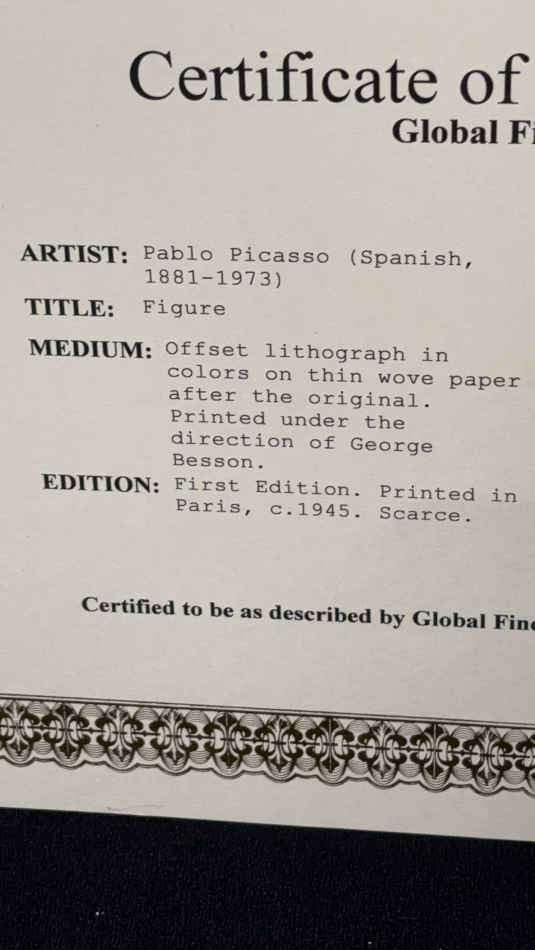 Certificate of
Global
ARTIST: Pablo Picasso (Spanish,
1881-1973)
TITLE: Figure
MEDIUM: Offset lithograph in
colors on thin wove paper
after the original.
Printed under the
direction of George
Besson.
EDITION: First Edition. Printed in
Paris, c.1945. Scarce.
Certified to be as described by Global Fine